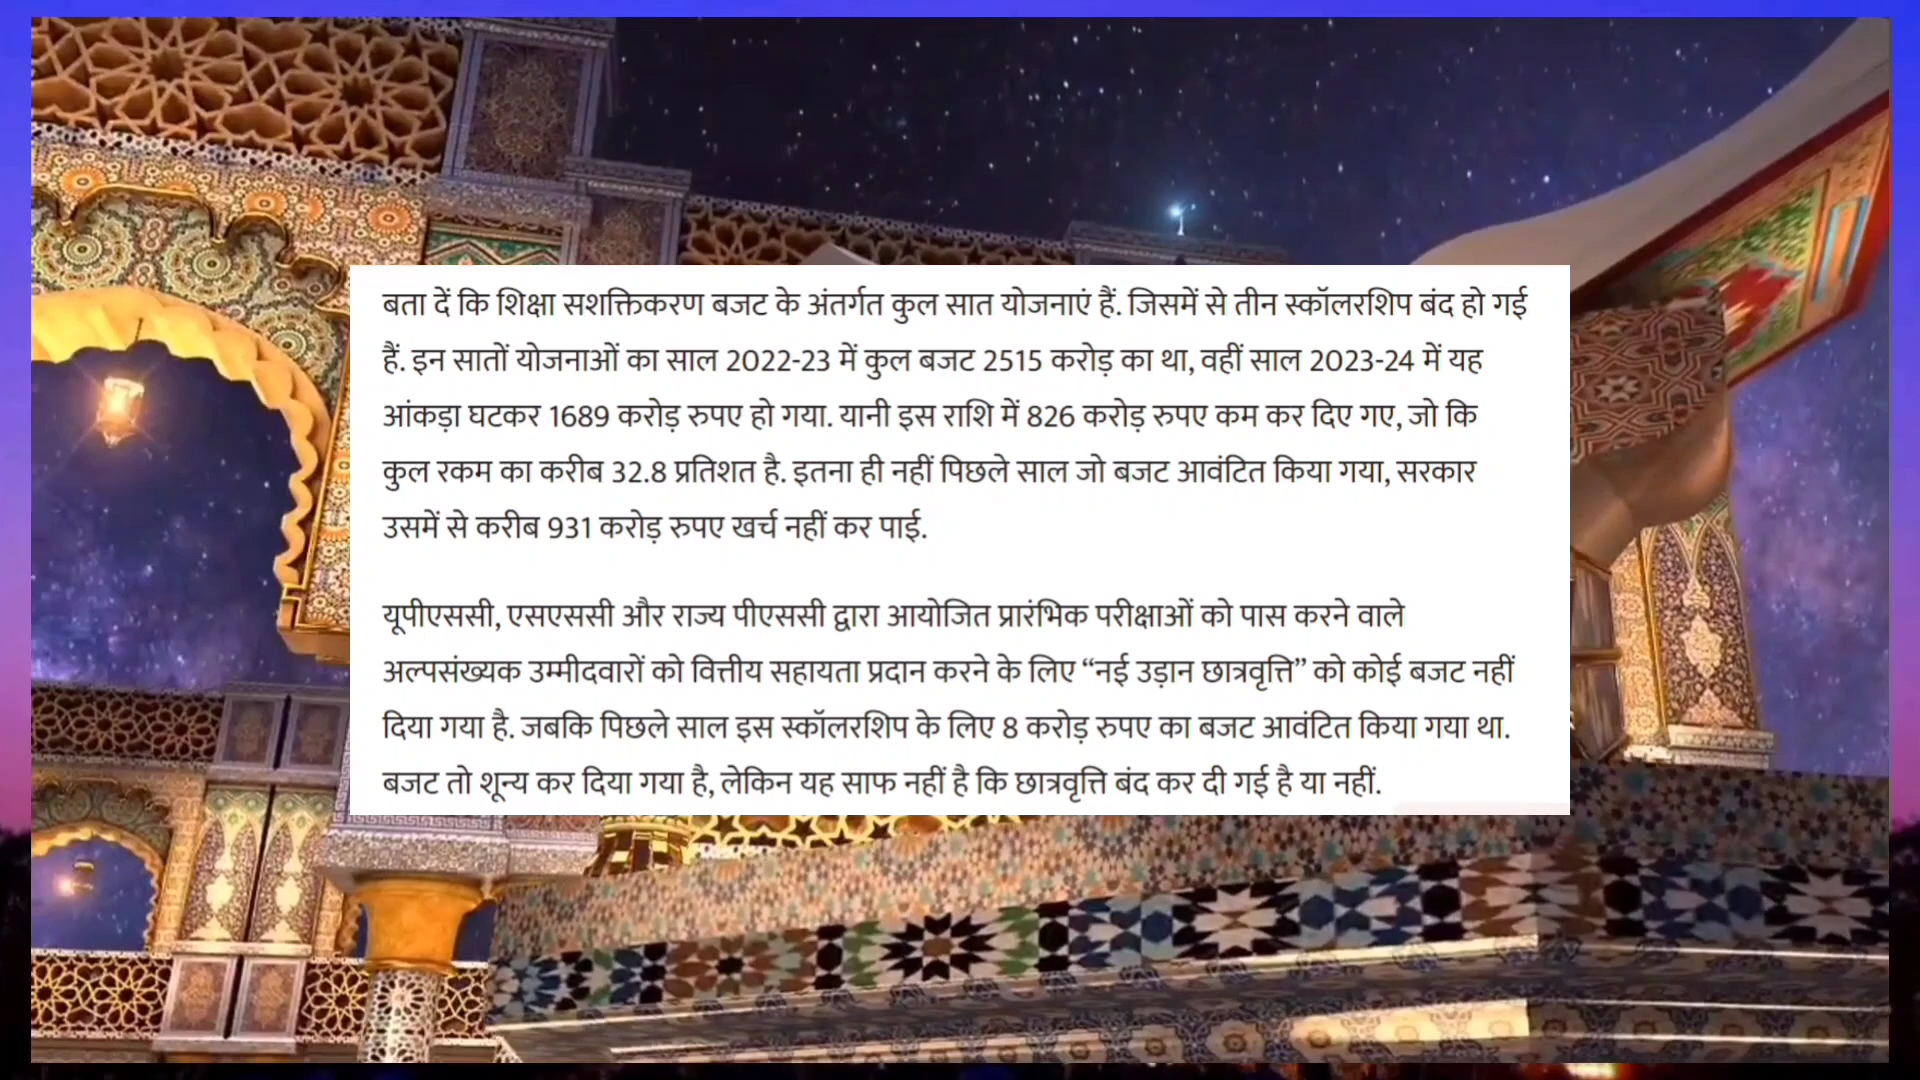 बता दें कि शिक्षा सशक्तिकरण बजट के अंतर्गत कुल सात योजनाएं हैं. जिसमें से तीन स्कॉलरशिप बंद हो गई
हैं. इन सातों योजनाओं का साल 2022-23 में कुल बजट 2515 करोड़ का था, वहीं साल 2023-24 में यह
आंकड़ा घटकर 1689 करोड़ रुपए हो गया. यानी इस राशि में 826 करोड़ रुपए कम कर दिए गए, जो कि
कुल रकम का करीब 32.8 प्रतिशत है. इतना ही नहीं पिछले साल जो बजट आवंटित किया गया, सरकार
उसमें से करीब 931 करोड़ रुपए खर्च नहीं कर पाई.
यूपीएससी, एसएससी और राज्य पीएससी द्वारा आयोजित प्रारंभिक परीक्षाओं को पास करने वाले
अल्पसंख्यक उम्मीदवारों को वित्तीय सहायता प्रदान करने के लिए “नई उड़ान छात्रवृत्ति” को कोई बजट नहीं
दिया गया है. जबकि पिछले साल इस स्कॉलरशिप के लिए 8 करोड़ रुपए का बजट आवंटित किया गया था.
बजट तो शून्य कर दिया गया है, लेकिन यह साफ नहीं है कि छात्रवृत्ति बंद कर दी गई है या नहीं.